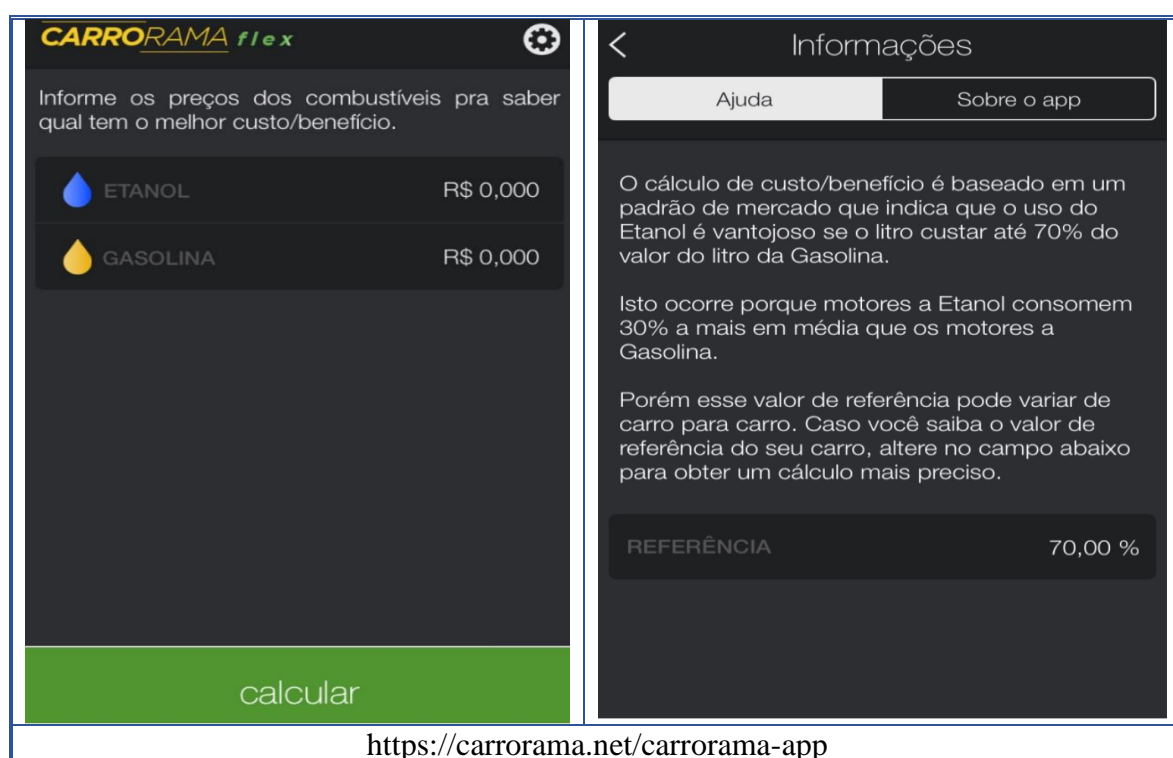 CARRORAMA flex
Informe os preços dos combustíveis pra saber
qual tem o melhor custo/benefício.
ETANOL R$ 0,000
GASOLINA R$ 0,000
calcular
Informações
Ajuda Sobre o app
O cálculo de custo/benefício é baseado em um
padrão de mercado que indica que o uso do
Etanol é vantojoso se o litro custar até 70% do
valor do litro da Gasolina.
Isto ocorre porque motores a Etanol consomem
30% a mais em média que os motores a
Gasolina.
Porém esse valor de referência pode variar de
carro para carro. Caso você saiba o valor de
referência do seu carro, altere no campo abaixo
para obter um cálculo mais preciso.
REFERÊNCIA 70,00 %
https://carrorama.net/carrorama-app